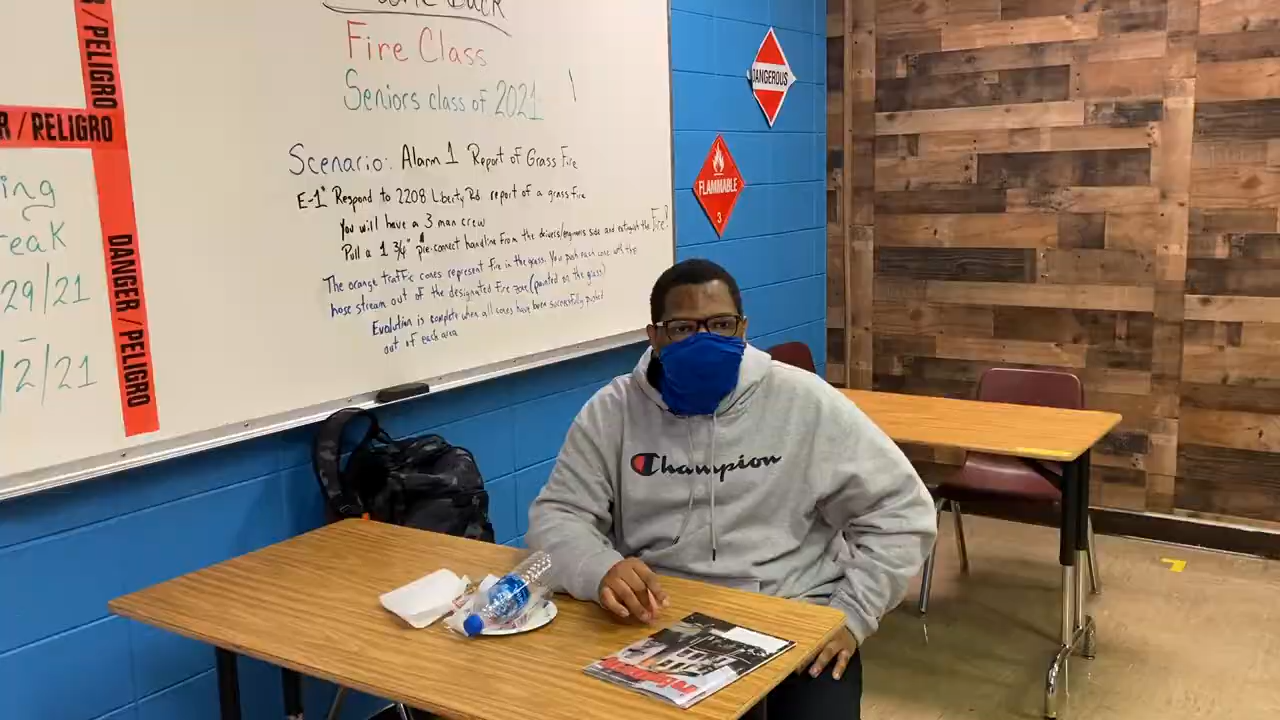 Back
Fire Class
Seniors class of 2021
Scenario: Alarm 1 Report of Grass Fire
E-1" Respond to 2208 Liberty Rd. report of a grass fire
You will have a 3 man crew
Pull a 1 3/4" pre-connect handline from the drivers/engineers side and extinguish the Fire?
The orange traffic cones represent fire in the grass. You push each cone with the
hose stream out of the designated fire zone (painted on the grass)
Evolution is complete when all cones have been successfully pushed
out of each area
/ PELIGRO
R / PELIGRO
DANGER / PELIGRO
ing
reak
29/21
/2/21
DANGEROUS
FLAMMABLE
3
Champion